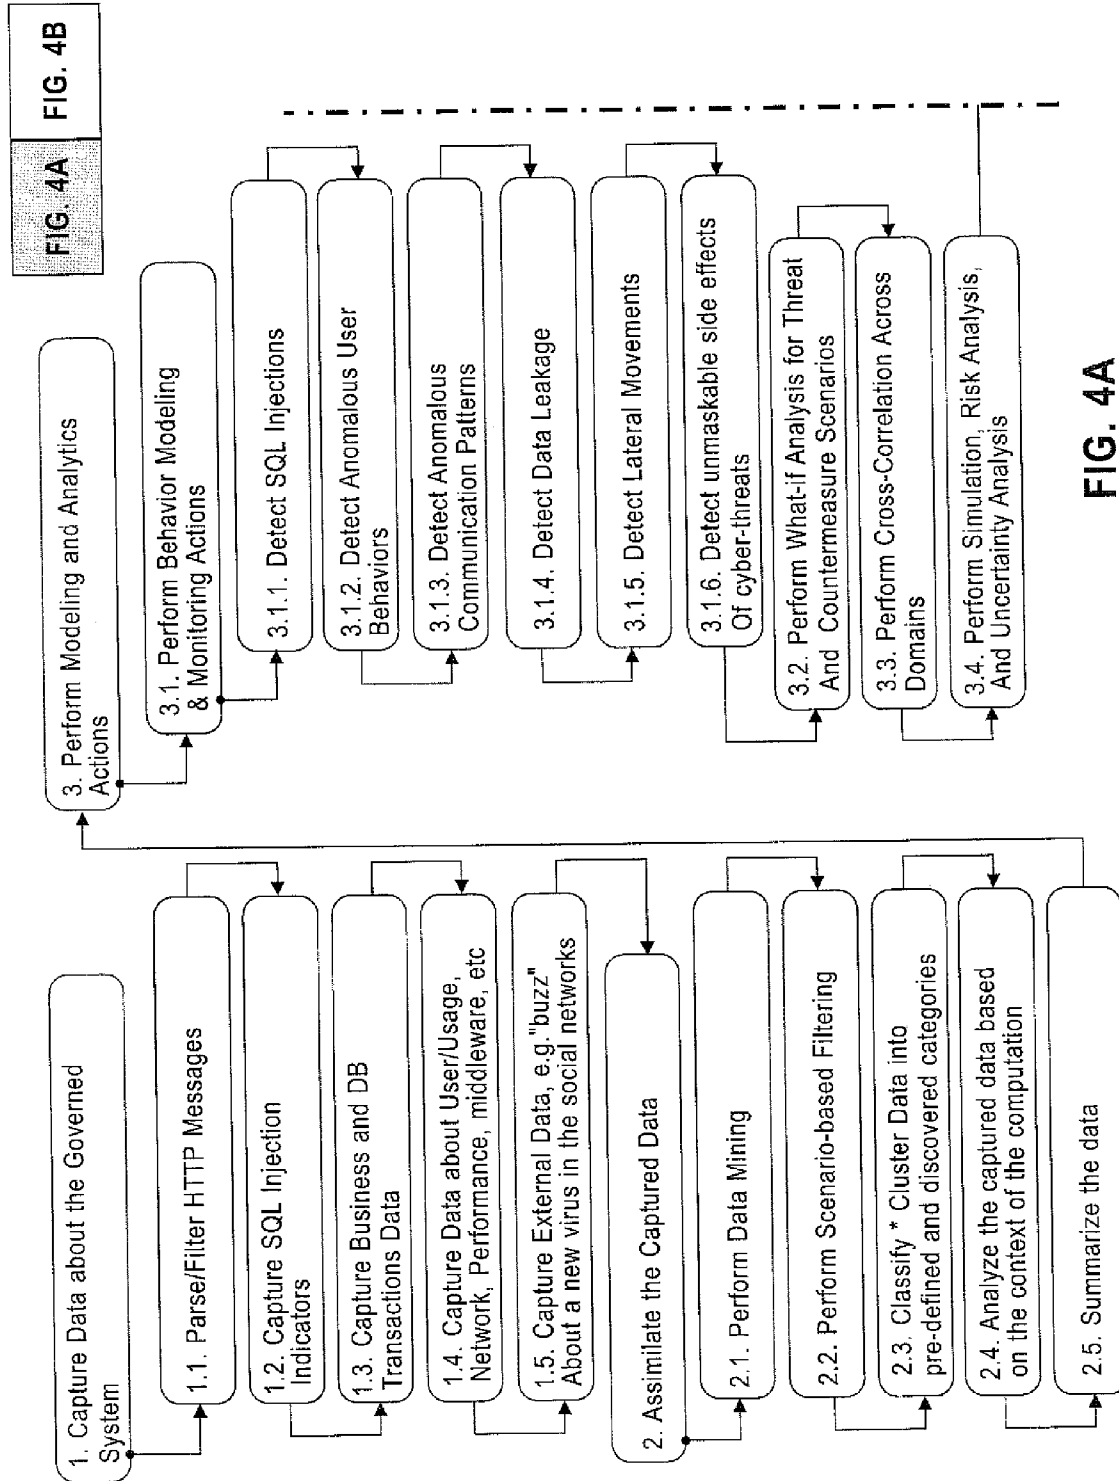 FIG. 4A
FIG. 4B
1. Capture Data about the Governed
System
1.1. Parse/Filter HTTP Messages
1.2. Capture SQL Injection
Indicators
1.3. Capture Business and DB
Transactions Data
1.4. Capture Data about User/Usage,
Network, Performance, middleware, etc
1.5. Capture External Data, e.g."buzz"
About a new virus in the social networks
2. Assimilate the Captured Data
2.1. Perform Data Mining
2.2. Perform Scenario-based Filtering
2.3. Classify * Cluster Data into
pre-defined and discovered categories
2.4. Analyze the captured data based
on the context of the computation
2.5. Summarize the data
3. Perform Modeling and Analytics
Actions
3.1. Perform Behavior Modeling
& Monitoring Actions
3.1.1. Detect SQL Injections
3.1.2. Detect Anomalous User
Behaviors
3.1.3. Detect Anomalous
Communication Patterns
3.1.4. Detect Data Leakage
3.1.5. Detect Lateral Movements
3.1.6. Detect unmaskable side effects
Of cyber-threats
3.2. Perform What-if Analysis for Threat
And Countermeasure Scenarios
3.3. Perform Cross-Correlation Across
Domains
3.4. Perform Simulation, Risk Analysis,
And Uncertainty Analysis
FIG. 4A